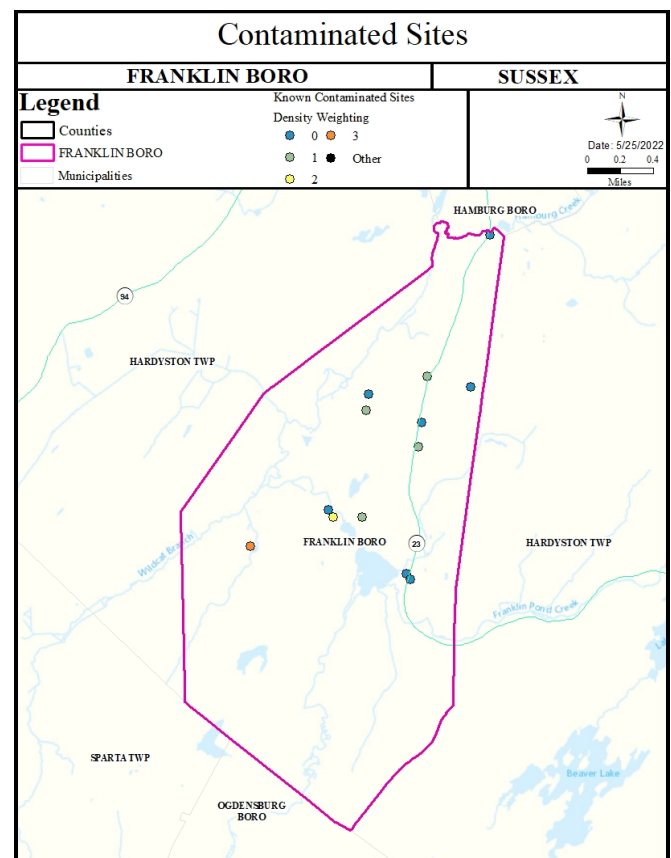 Contaminated Sites
FRANKLIN BORO
SUSSEX
Legend
Counties
FRANKLIN BORO
Municipalities
Known Contaminated Sites
Density Weighting
0 3
1 Other
2
N
Date: 5/25/2022
0 0.2 0.4
Miles
HAMBURG BORO
Hamburg Creek
94
HARDYSTON TWP
Wildcat Branch
FRANKLIN BORO
23
HARDYSTON TWP
Franklin Pond Creek
SPARTA TWP
Beaver Lake
OGDENSBURG
BORO